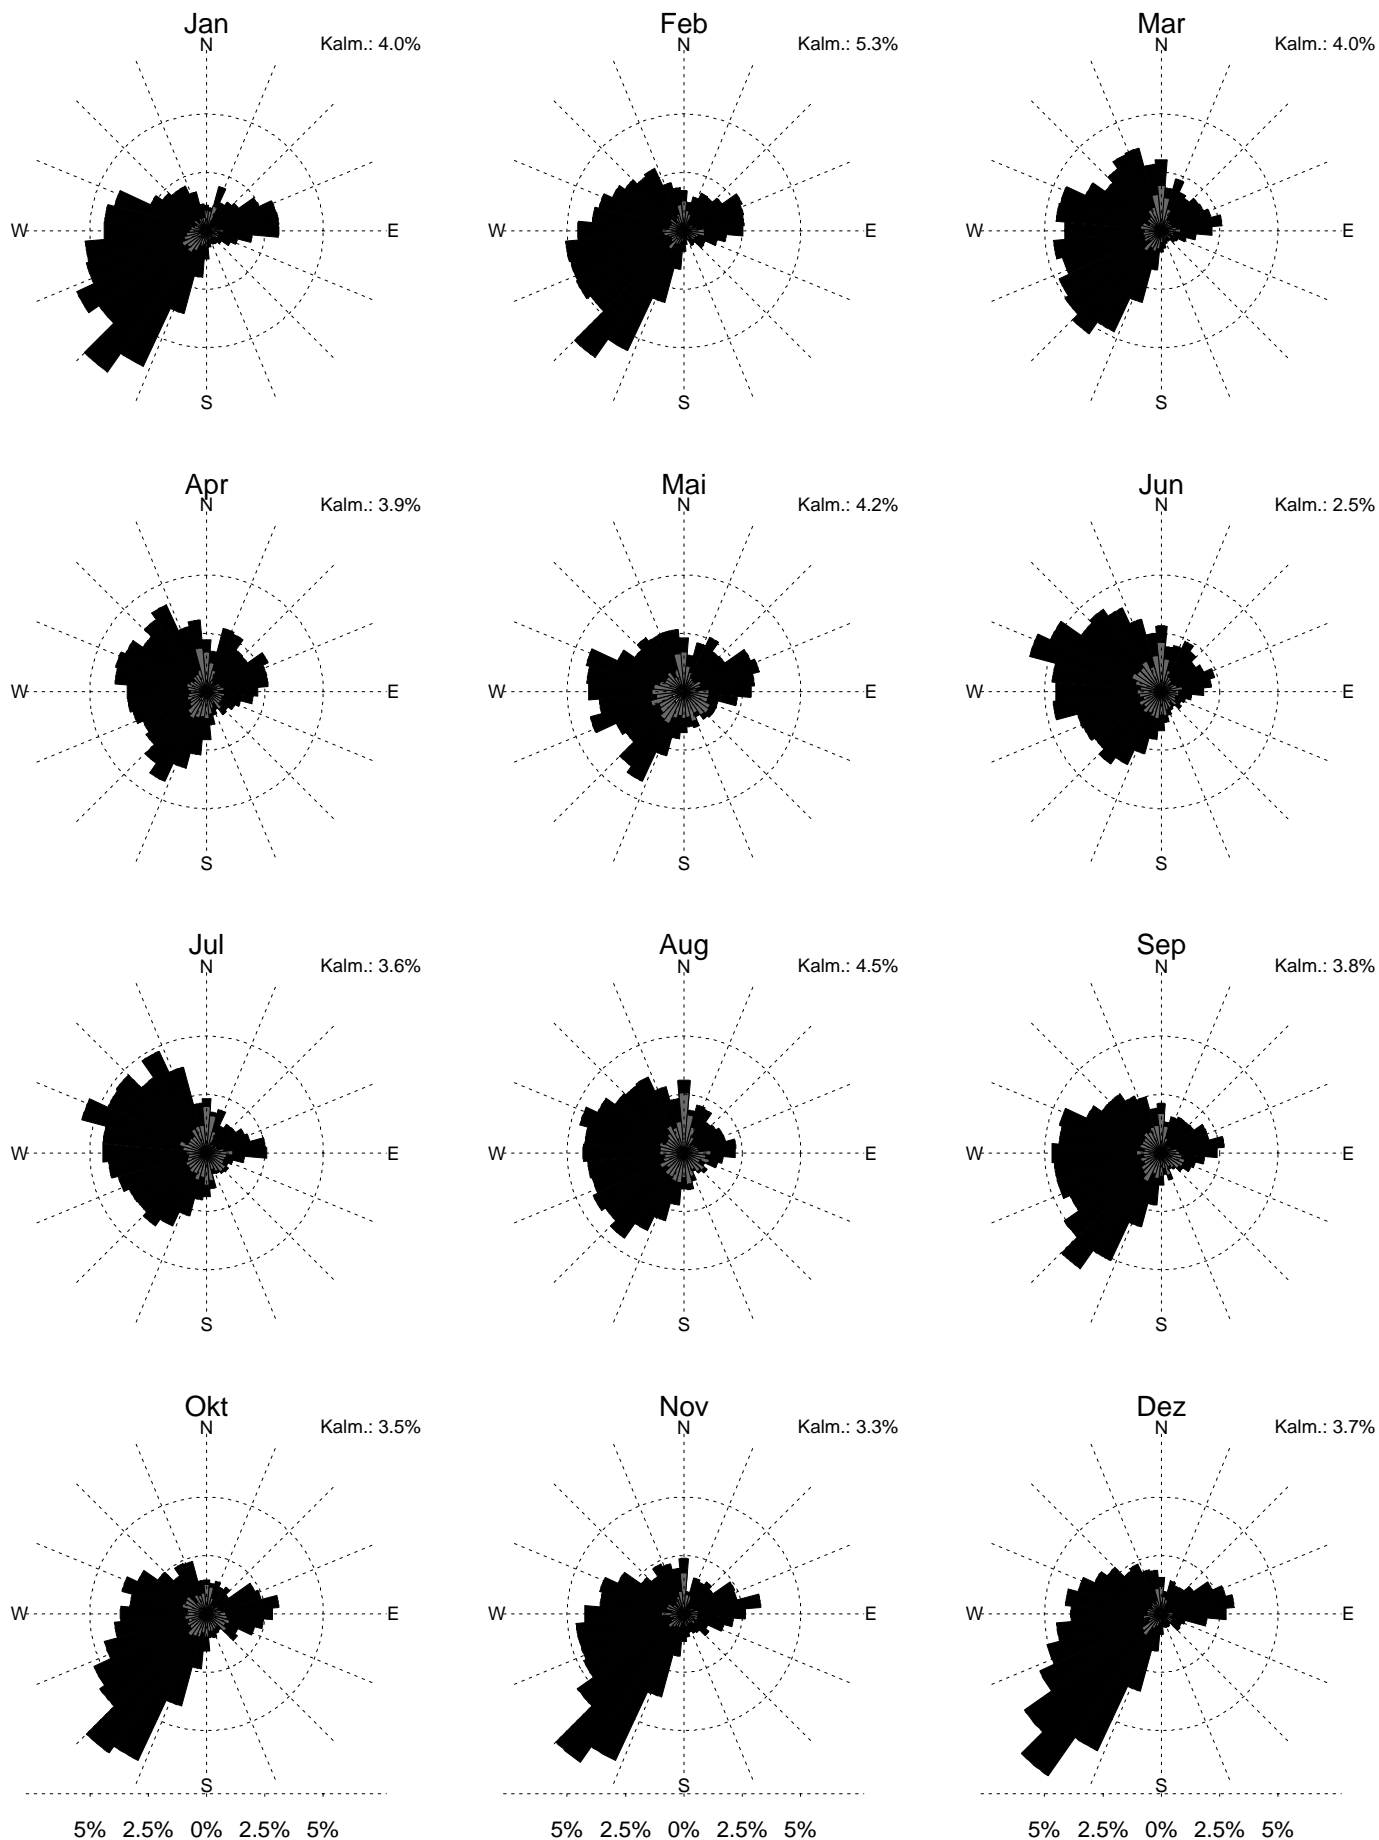 Jan
N
Kalm.: 4.0%
W
E
S
Feb
N
Kalm.: 5.3%
W
E
S
Mar
N
Kalm.: 4.0%
W
E
S
Apr
N
Kalm.: 3.9%
W
E
S
Mai
N
Kalm.: 4.2%
W
E
S
Jun
N
Kalm.: 2.5%
W
E
S
Jul
N
Kalm.: 3.6%
W
E
S
Aug
N
Kalm.: 4.5%
W
E
S
Sep
N
Kalm.: 3.8%
W
E
S
Okt
N
Kalm.: 3.5%
W
E
S
5% 2.5% 0% 2.5% 5%
Nov
N
Kalm.: 3.3%
W
E
S
5% 2.5% 0% 2.5% 5%
Dez
N
Kalm.: 3.7%
W
E
S
5% 2.5% 0% 2.5% 5%